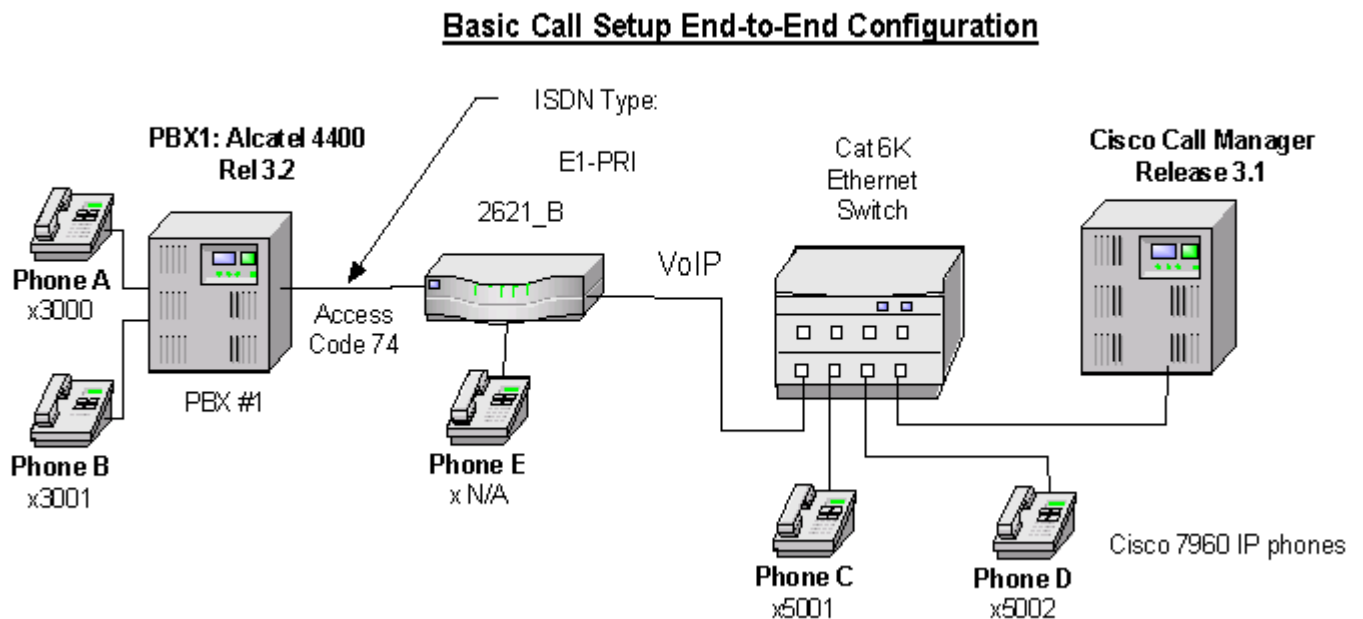 Basic Call Setup End-to-End Configuration
ISDN Type:
E1-PRI
PBX1: Alcatel 4400
Rel 3.2
2621_B
Cat 6K
Ethernet
Switch
Cisco Call Manager
Release 3.1
Phone A
x3000
Access
Code 74
VoIP
PBX #1
Phone B
x3001
Phone E
x N/A
Phone C
x5001
Phone D
x5002
Cisco 7960 IP phones